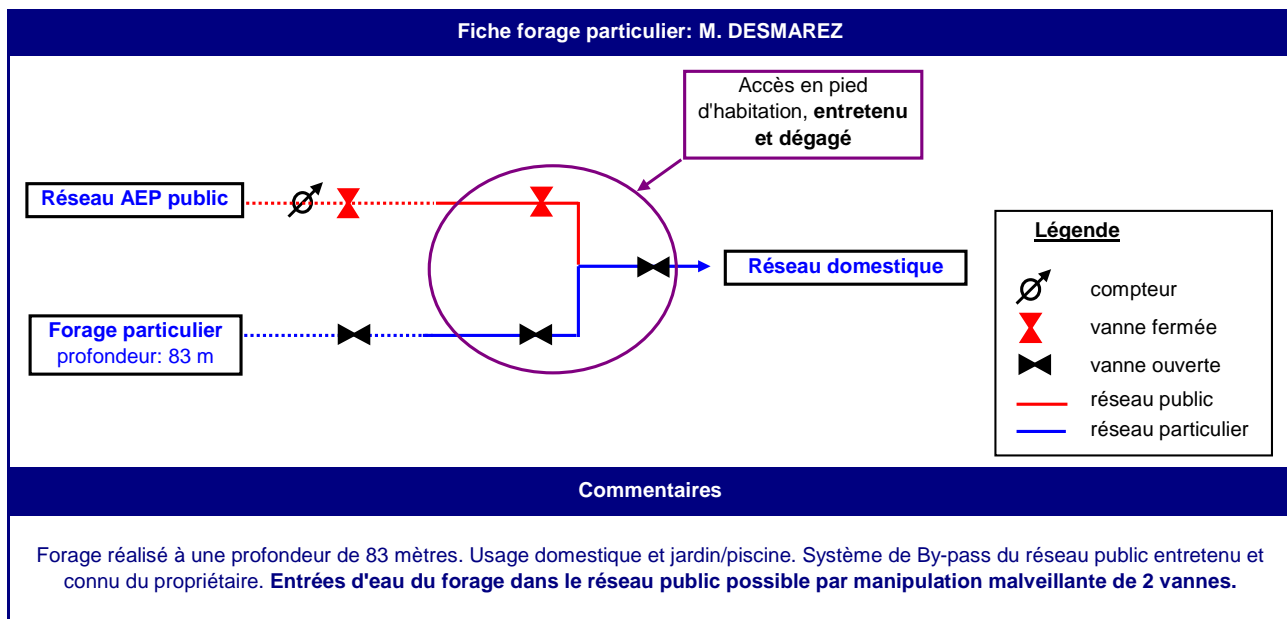 Fiche forage particulier: M. DESMAREZ
Accès en pied
d'habitation, entretenu
et dégagé
Réseau AEP public
Réseau domestique
Forage particulier
profondeur: 83 m
Légende
compteur
vanne fermée
vanne ouverte
réseau public
réseau particulier
Commentaires
Forage réalisé à une profondeur de 83 mètres. Usage domestique et jardin/piscine. Système de By-pass du réseau public entretenu et
connu du propriétaire. Entrées d'eau du forage dans le réseau public possible par manipulation malveillante de 2 vannes.